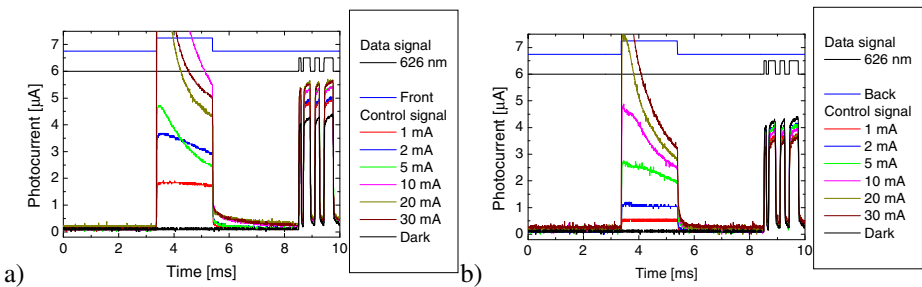 a)
Photocurrent [µA]
7
6
5
4
3
2
1
0
0 2 4 6 8 10
Time [ms]
Data signal
626 nm
Front
Control signal
1 mA
2 mA
5 mA
10 mA
20 mA
30 mA
Dark
b)
Photocurrent [µA]
7
6
5
4
3
2
1
0
0 2 4 6 8 10
Time [ms]
Data signal
626 nm
Back
Control signal
1 mA
2 mA
5 mA
10 mA
20 mA
30 mA
Dark